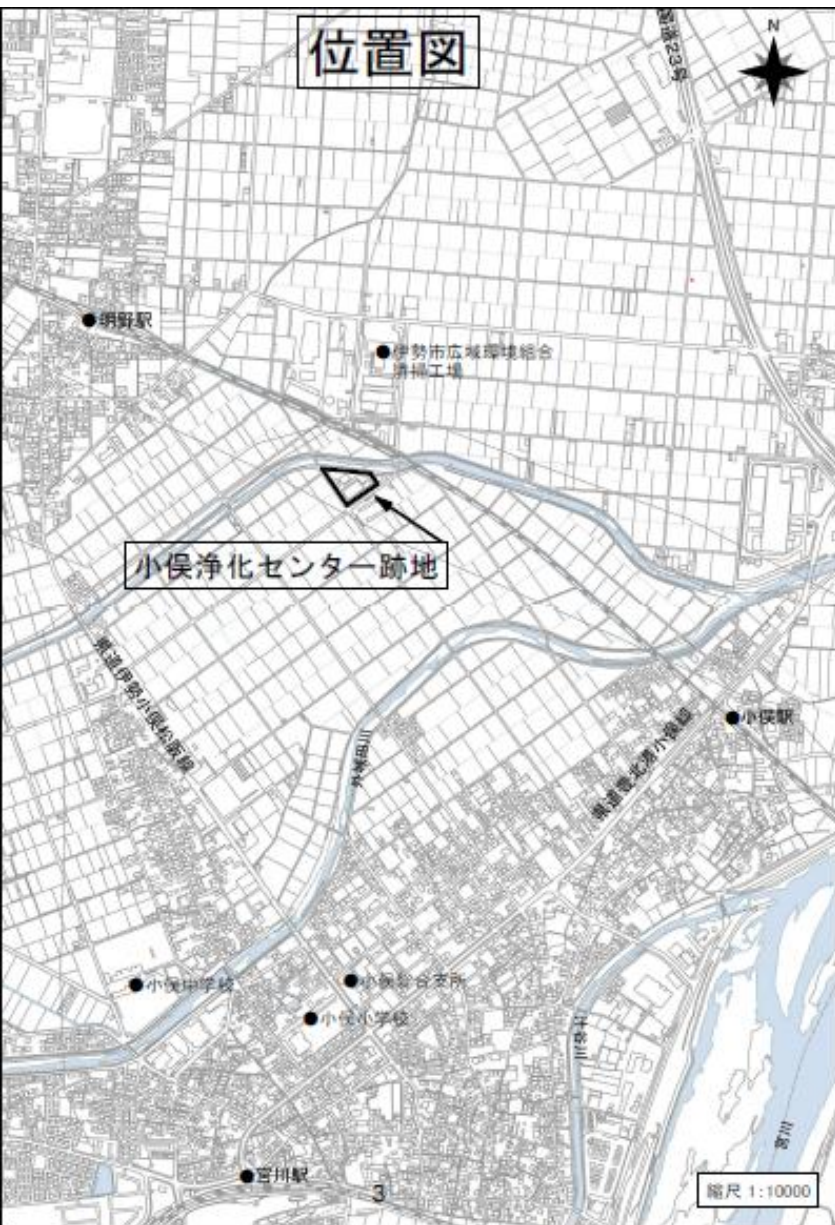 位置図
国道23号
N
明野駅
伊勢市広域環境組合
清掃工場
小俣浄化センター跡地
県道伊勢小俣松阪線
外城田川
小俣駅
県道豊北漁小俣線
小俣中学校
小俣総合支所
小俣小学校
汁谷川
宮川
宮川駅
3
縮尺 1:10000